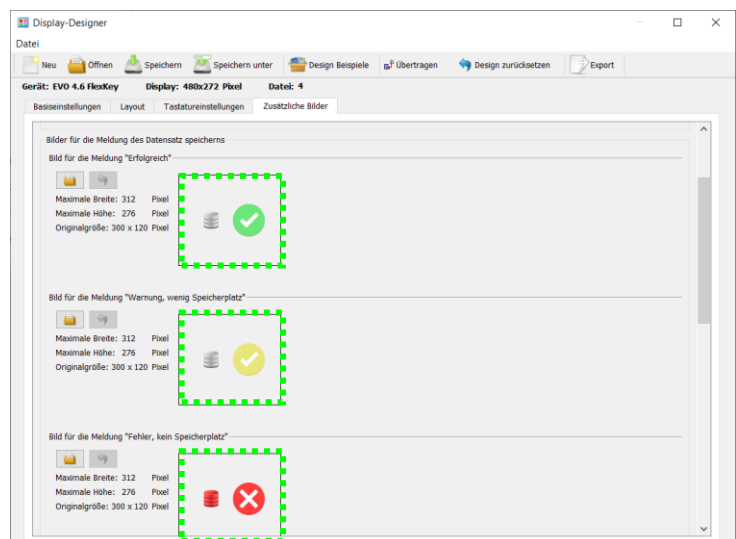 Display-Designer
Datei
Neu Öffnen Speichern Speichern unter Design Beispiele Übertragen Design zurücksetzen Export
Gerät: EVO 4.6 FlexKey Display: 480x272 Pixel Datei: 4
Basiseinstellungen Layout Tastatureinstellungen Zusätzliche Bilder
Bilder für die Meldung des Datensatz speicherns
Bild für die Meldung "Erfolgreich"
Maximale Breite: 312 Pixel
Maximale Höhe: 276 Pixel
Originalgröße: 300 x 120 Pixel
Bild für die Meldung "Warnung, wenig Speicherplatz"
Maximale Breite: 312 Pixel
Maximale Höhe: 276 Pixel
Originalgröße: 300 x 120 Pixel
Bild für die Meldung "Fehler, kein Speicherplatz"
Maximale Breite: 312 Pixel
Maximale Höhe: 276 Pixel
Originalgröße: 300 x 120 Pixel